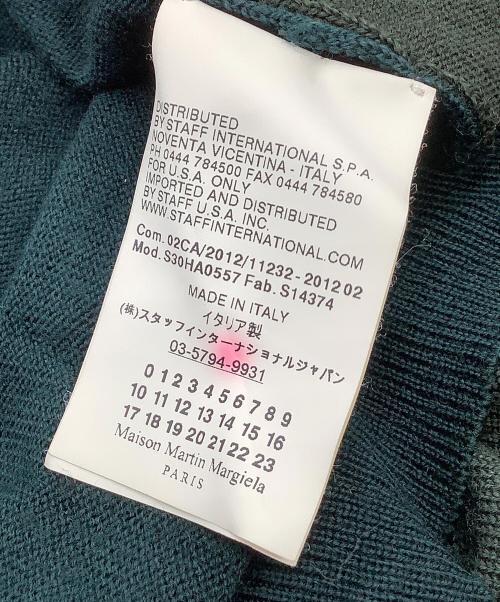 DISTRIBUTED
BY STAFF INTERNATIONAL S.P.A.
NOVENTA VICENTINA - ITALY
PH 0444 784500 FAX 0444 784580
FOR U.S.A. ONLY
IMPORTED AND DISTRIBUTED
BY STAFF U.S.A. INC.
WWW.STAFFINTERNATIONAL.COM
Com. 02CA/2012/11232 - 2012 02
Mod. S30HA0557 Fab. S14374
MADE IN ITALY
イタリア製
(株)スタッフインターナショナルジャパン
03-5794-9931
0 1 2 3 4 5 6 7 8 9
10 11 12 13 14 15 16
17 18 19 20 21 22 23
Maison Martin Margiela
PARIS